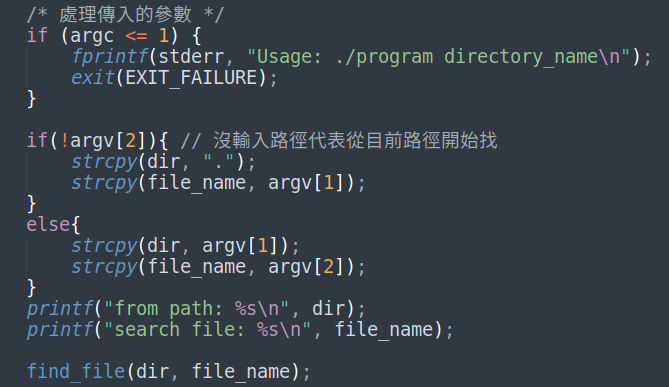 /* 處理傳入的參數 */
if (argc <= 1) {
    fprintf(stderr, "Usage: ./program directory_name\n");
    exit(EXIT_FAILURE);
}
if(!argv[2]){ // 沒輸入路徑代表從目前路徑開始找
    strcpy(dir, ".");
    strcpy(file_name, argv[1]);
}
else{
    strcpy(dir, argv[1]);
    strcpy(file_name, argv[2]);
}
printf("from path: %s\n", dir);
printf("search file: %s\n", file_name);
find_file(dir, file_name);